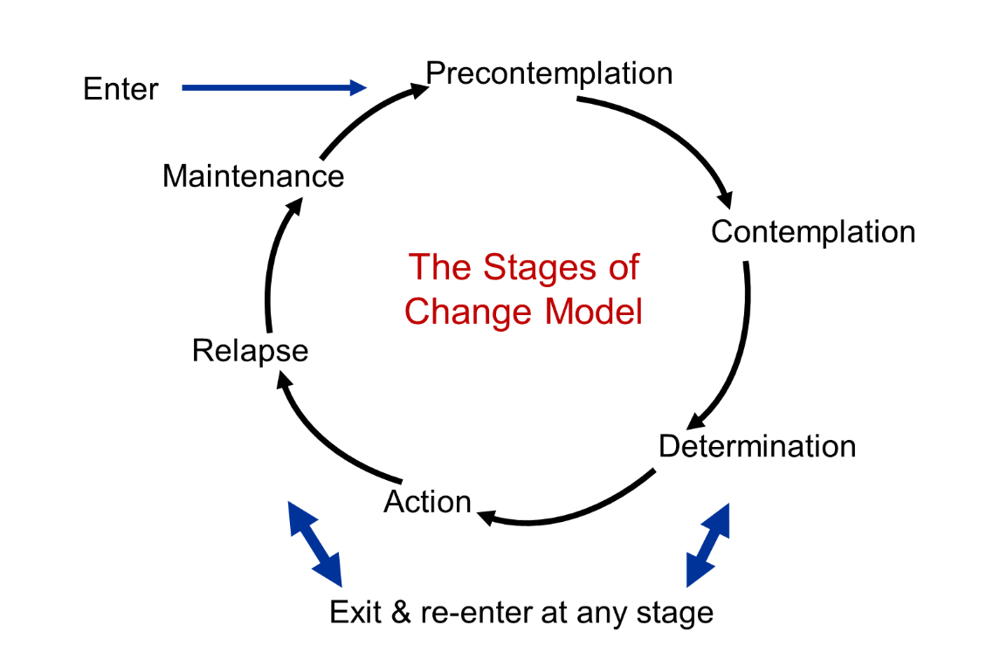 Precontemplation
Enter
Maintenance
Contemplation
The Stages of
Change Model
Relapse
Determination
Action
Exit & re-enter at any stage